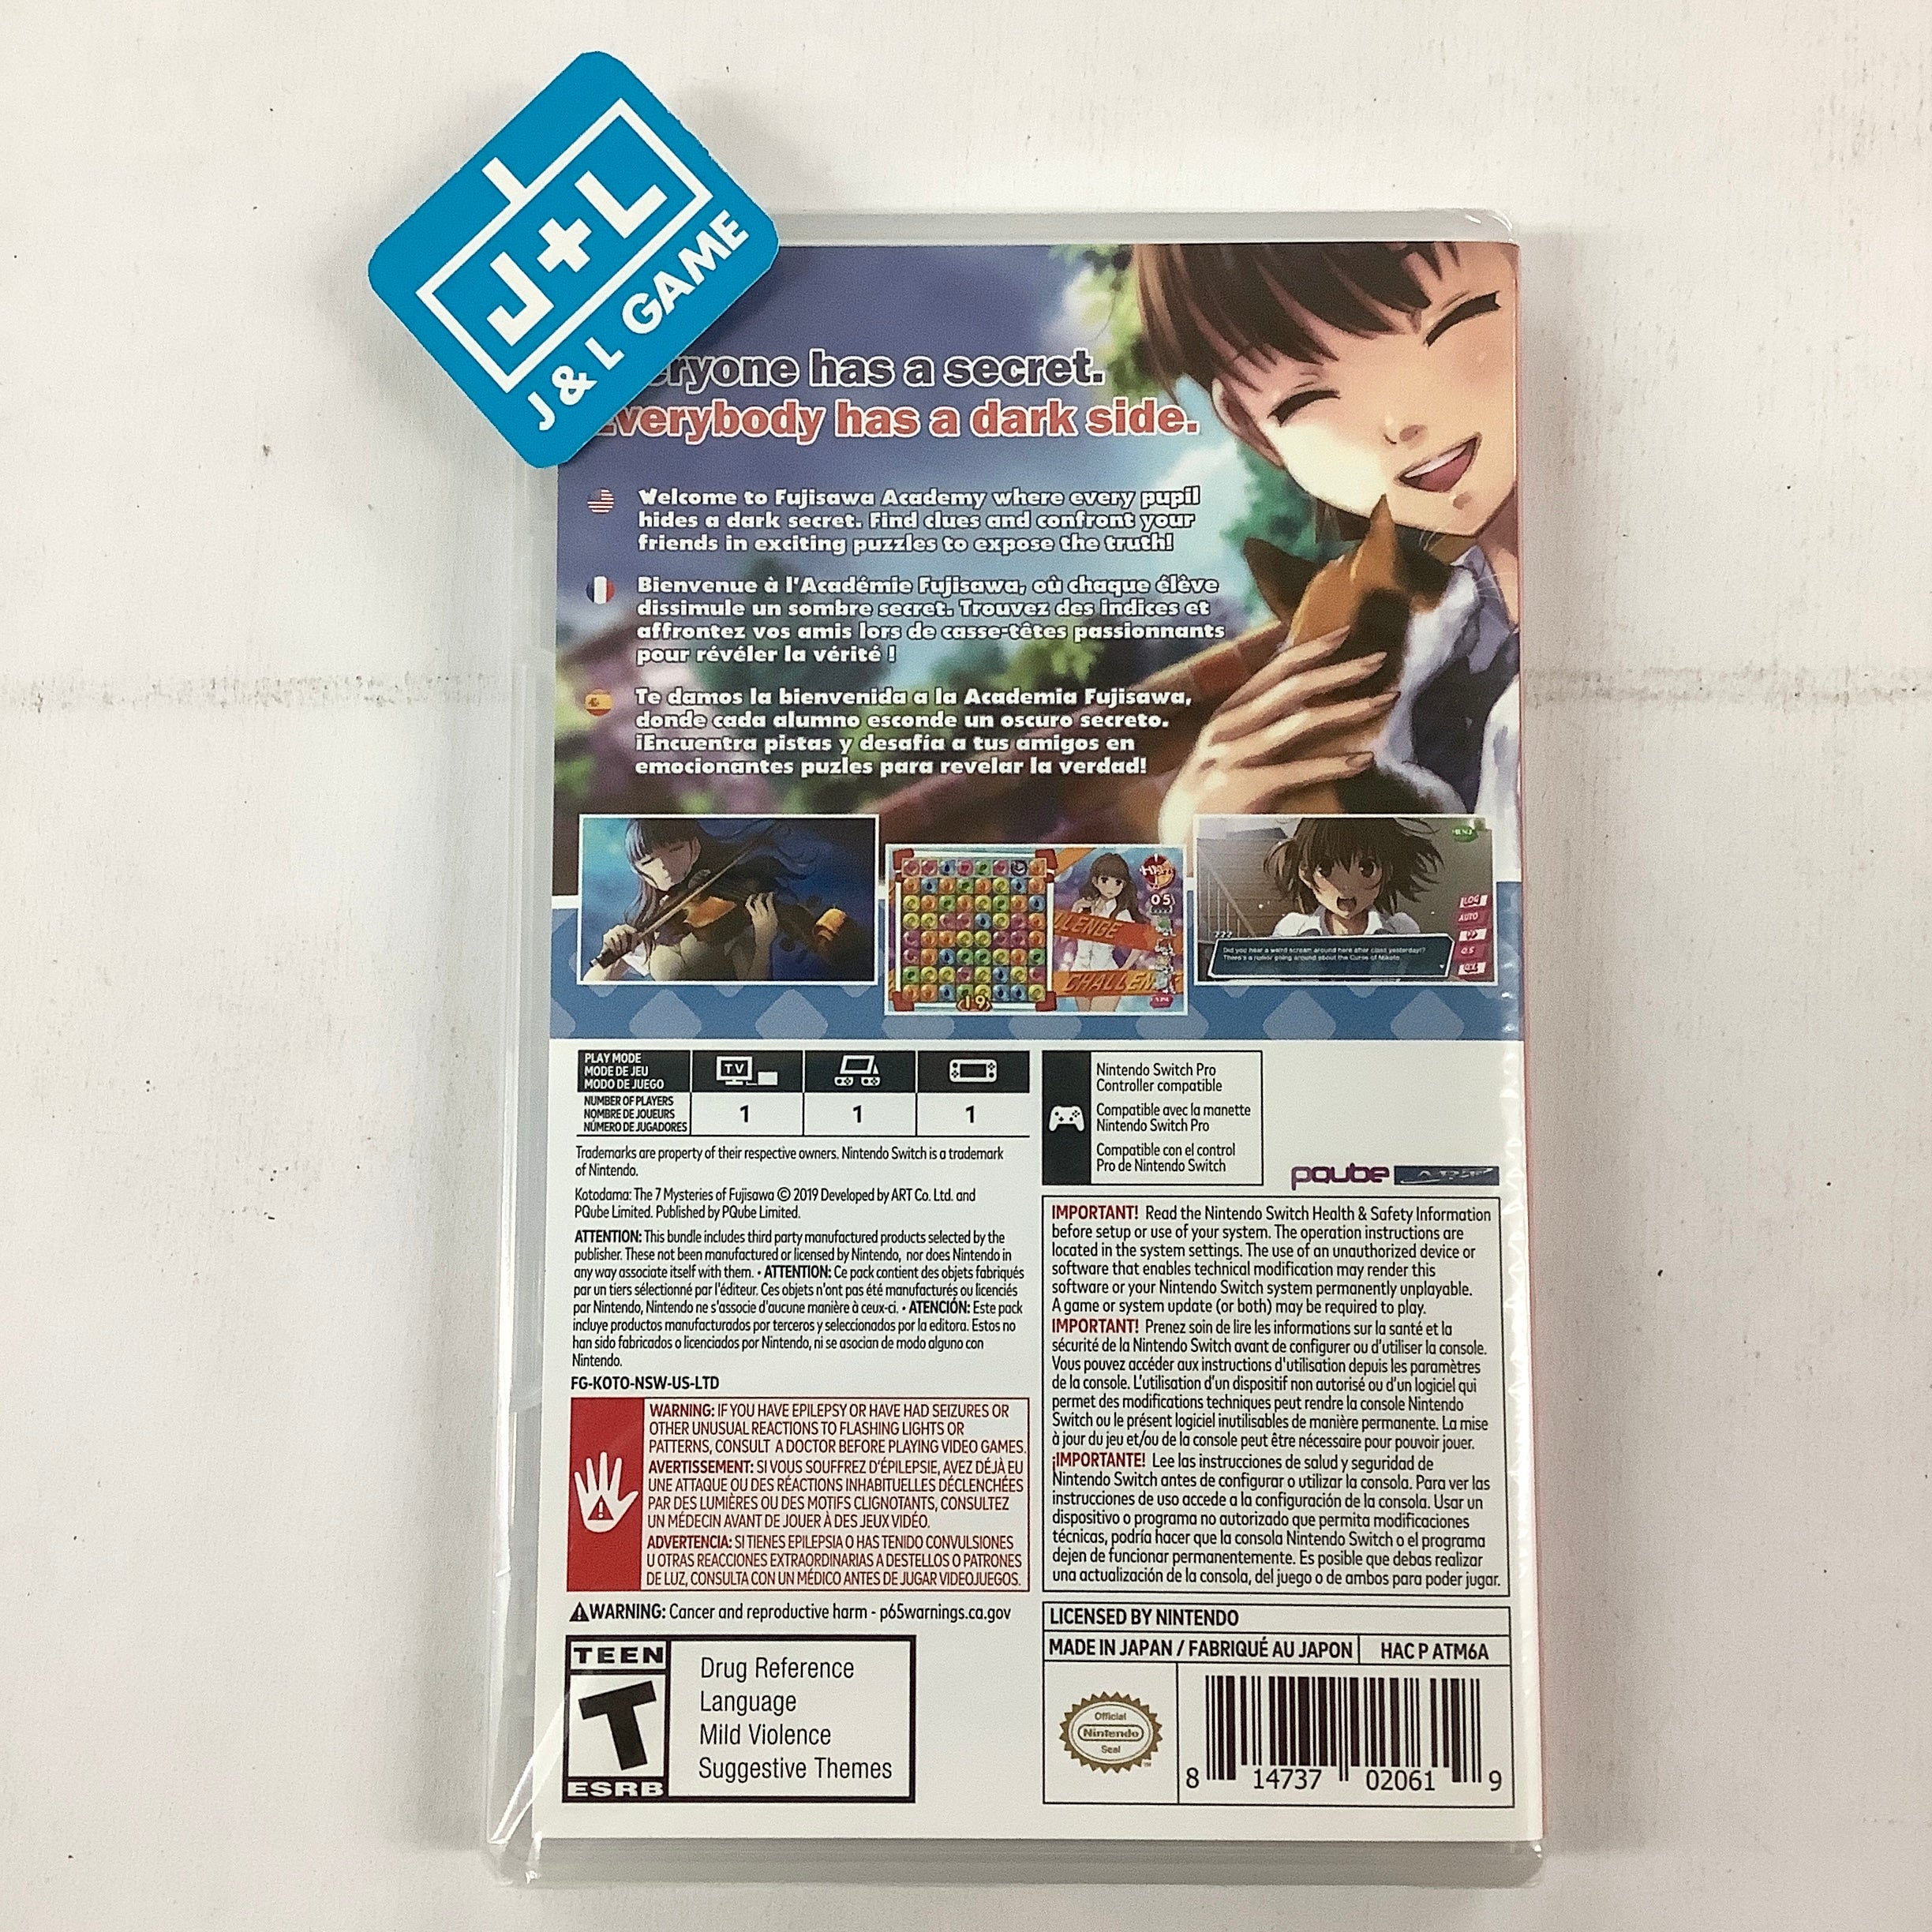 J+L
J & L GAME
ryone has a secret.
Everybody has a dark side.
Welcome to Fujisawa Academy where every pupil
hides a dark secret. Find clues and confront your
friends in exciting puzzles to expose the truth!
Bienvenue à l'Académie Fujisawa, où chaque élève
dissimule un sombre secret. Trouvez des indices et
affrontez vos amis lors de casse-têtes passionnants
pour révéler la vérité !
Te damos la bienvenida a la Academia Fujisawa,
donde cada alumno esconde un oscuro secreto.
¡Encuentra pistas y desafía a tus amigos en
emocionantes puzles para revelar la verdad!
LLENGE
05
CHALLEN
19
MENU
LOG
AUTO
Q.S
Q.L
???
Did you hear a weird scream around here after class yesterday!?
There's a rumor going around about the Curse of Nikoto.
PLAY MODE
MODE DE JEU
MODO DE JUEGO
TV
NUMBER OF PLAYERS
NOMBRE DE JOUEURS
NÚMERO DE JUGADORES
1 1 1
Nintendo Switch Pro
Controller compatible
Compatible avec la manette
Nintendo Switch Pro
Compatible con el control
Pro de Nintendo Switch
pqube
Trademarks are property of their respective owners. Nintendo Switch is a trademark
of Nintendo.
Kotodama: The 7 Mysteries of Fujisawa © 2019 Developed by ART Co. Ltd. and
PQube Limited. Published by PQube Limited.
ATTENTION: This bundle includes third party manufactured products selected by the
publisher. These not been manufactured or licensed by Nintendo, nor does Nintendo in
any way associate itself with them. • ATTENTION: Ce pack contient des objets fabriqués
par un tiers sélectionné par l'éditeur. Ces objets n'ont pas été manufacturés ou licenciés
par Nintendo, Nintendo ne s'associe d'aucune manière à ceux-ci. • ATENCIÓN: Este pack
incluye productos manufacturados por terceros y seleccionados por la editora. Estos no
han sido fabricados o licenciados por Nintendo, ni se asocian de modo alguno con
Nintendo.
FG-KOTO-NSW-US-LTD
WARNING: IF YOU HAVE EPILEPSY OR HAVE HAD SEIZURES OR
OTHER UNUSUAL REACTIONS TO FLASHING LIGHTS OR
PATTERNS, CONSULT A DOCTOR BEFORE PLAYING VIDEO GAMES.
AVERTISSEMENT: SI VOUS SOUFFREZ D'ÉPILEPSIE, AVEZ DÉJÀ EU
UNE ATTAQUE OU DES RÉACTIONS INHABITUELLES DÉCLENCHÉES
PAR DES LUMIÈRES OU DES MOTIFS CLIGNOTANTS, CONSULTEZ
UN MÉDECIN AVANT DE JOUER À DES JEUX VIDÉO.
ADVERTENCIA: SI TIENES EPILEPSIA O HAS TENIDO CONVULSIONES
U OTRAS REACCIONES EXTRAORDINARIAS A DESTELLOS O PATRONES
DE LUZ, CONSULTA CON UN MÉDICO ANTES DE JUGAR VIDEOJUEGOS.
WARNING: Cancer and reproductive harm - p65warnings.ca.gov
TEEN
T
ESRB
Drug Reference
Language
Mild Violence
Suggestive Themes
IMPORTANT! Read the Nintendo Switch Health & Safety Information
before setup or use of your system. The operation instructions are
located in the system settings. The use of an unauthorized device or
software that enables technical modification may render this
software or your Nintendo Switch system permanently unplayable.
A game or system update (or both) may be required to play.
IMPORTANT! Prenez soin de lire les informations sur la santé et la
sécurité de la Nintendo Switch avant de configurer ou d'utiliser la console.
Vous pouvez accéder aux instructions d'utilisation depuis les paramètres
de la console. L'utilisation d'un dispositif non autorisé ou d'un logiciel qui
permet des modifications techniques peut rendre la console Nintendo
Switch ou le présent logiciel inutilisables de manière permanente. La mise
à jour du jeu et/ou de la console peut être nécessaire pour pouvoir jouer.
¡IMPORTANTE! Lee las instrucciones de salud y seguridad de
Nintendo Switch antes de configurar o utilizar la consola. Para ver las
instrucciones de uso accede a la configuración de la consola. Usar un
dispositivo o programa no autorizado que permita modificaciones
técnicas, podría hacer que la consola Nintendo Switch o el programa
dejen de funcionar permanentemente. Es posible que debas realizar
una actualización de la consola, del juego o de ambos para poder jugar.
LICENSED BY NINTENDO
MADE IN JAPAN / FABRIQUÉ AU JAPON HAC P ATM6A
Official
Nintendo
Seal
8 14737 02061 9